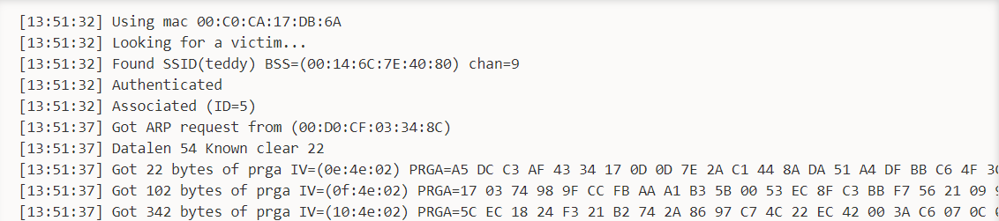 [13:51:32] Using mac 00:C0:CA:17:DB:6A
[13:51:32] Looking for a victim...
[13:51:32] Found SSID(teddy) BSS=(00:14:6C:7E:40:80) chan=9
[13:51:32] Authenticated
[13:51:32] Associated (ID=5)
[13:51:37] Got ARP request from (00:D0:CF:03:34:8C)
[13:51:37] Datalen 54 Known clear 22
[13:51:37] Got 22 bytes of prga IV=(0e:4e:02) PRGA=A5 DC C3 AF 43 34 17 0D 0D 7E 2A C1 44 8A DA 51 A4 DF BB C6 4F
[13:51:37] Got 102 bytes of prga IV=(0f:4e:02) PRGA=17 03 74 98 9F CC FB AA A1 B3 5B 00 53 EC 8F C3 BB F7 56 21 09
[13:51:37] Got 342 bytes of prga IV=(10:4e:02) PRGA=5C EC 18 24 F3 21 B2 74 2A 86 97 C7 4C 22 EC 42 00 3A C6 07 0C